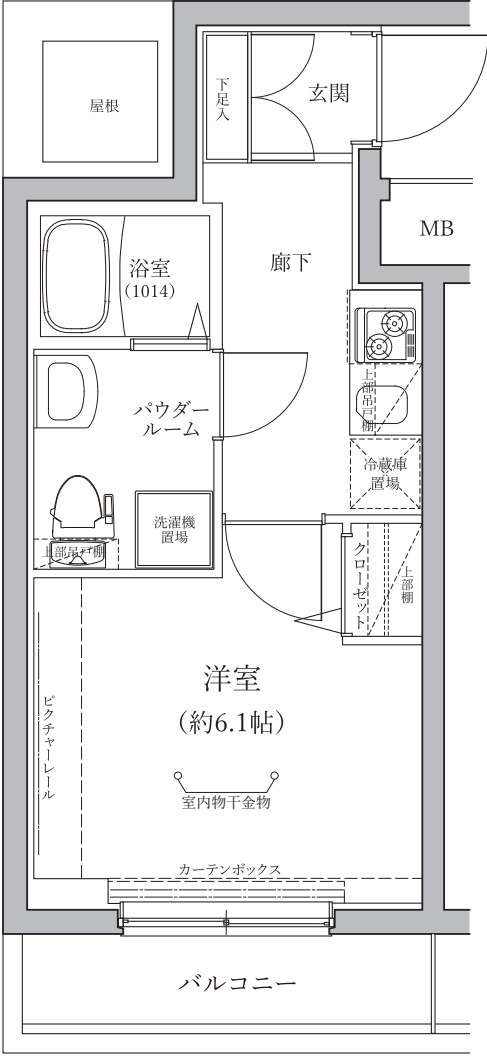 屋根
下足入
玄関
MB
廊下
浴室
（1014）
上部吊戸棚
パウダー
ルーム
冷蔵庫
置場
洗濯機
置場
上部吊戸棚
クローゼット
上部棚
洋室
（約6.1帖）
ピクチャーレール
室内物干金物
カーテンボックス
バルコニー